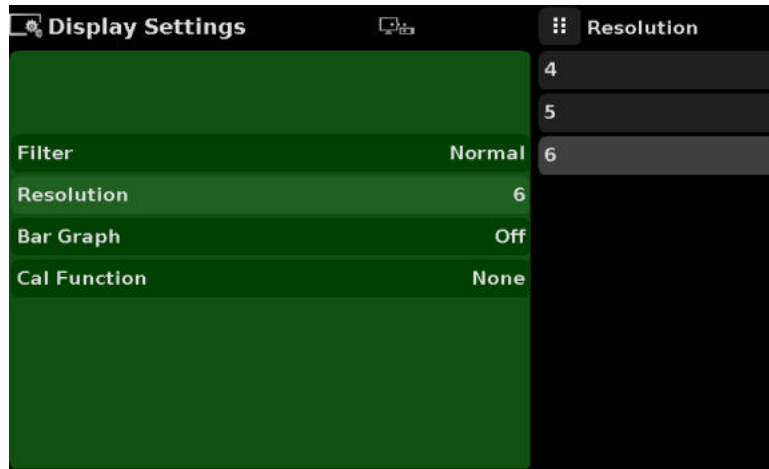 Display Settings
Filter Normal
Resolution 6
Bar Graph Off
Cal Function None
Resolution
4
5
6